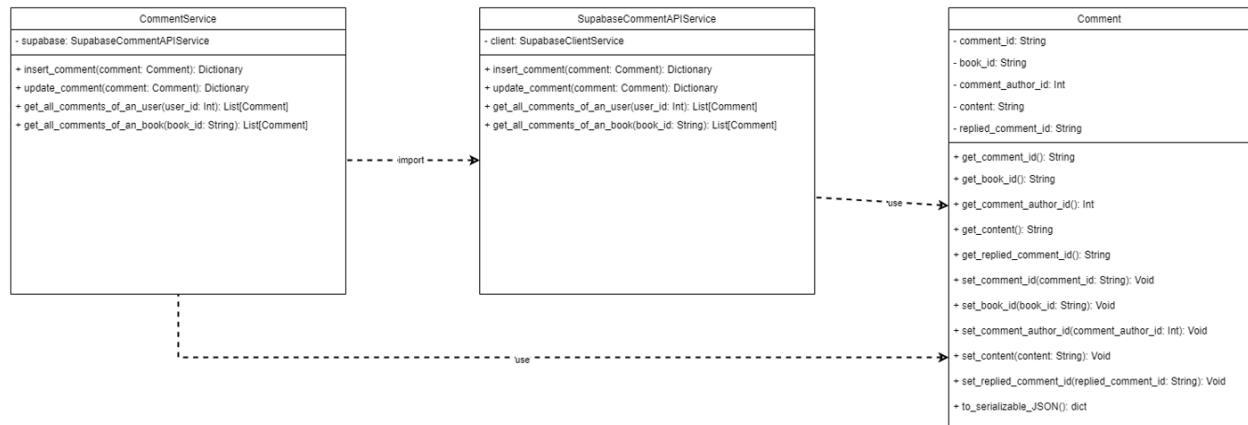 CommentService
- supabase: SupabaseCommentAPIService
+ insert_comment(comment: Comment): Dictionary
+ update_comment(comment: Comment): Dictionary
+ get_all_comments_of_an_user(user_id: Int): List[Comment]
+ get_all_comments_of_an_book(book_id: String): List[Comment]
import
SupabaseCommentAPIService
- client: SupabaseClientService
+ insert_comment(comment: Comment): Dictionary
+ update_comment(comment: Comment): Dictionary
+ get_all_comments_of_an_user(user_id: Int): List[Comment]
+ get_all_comments_of_an_book(book_id: String): List[Comment]
use
use
Comment
- comment_id: String
- book_id: String
- comment_author_id: Int
- content: String
- replied_comment_id: String
+ get_comment_id(): String
+ get_book_id(): String
+ get_comment_author_id(): Int
+ get_content(): String
+ get_replied_comment_id(): String
+ set_comment_id(comment_id: String): Void
+ set_book_id(book_id: String): Void
+ set_comment_author_id(comment_author_id: Int): Void
+ set_content(content: String): Void
+ set_replied_comment_id(replied_comment_id: String): Void
+ to_serializable_JSON(): dict